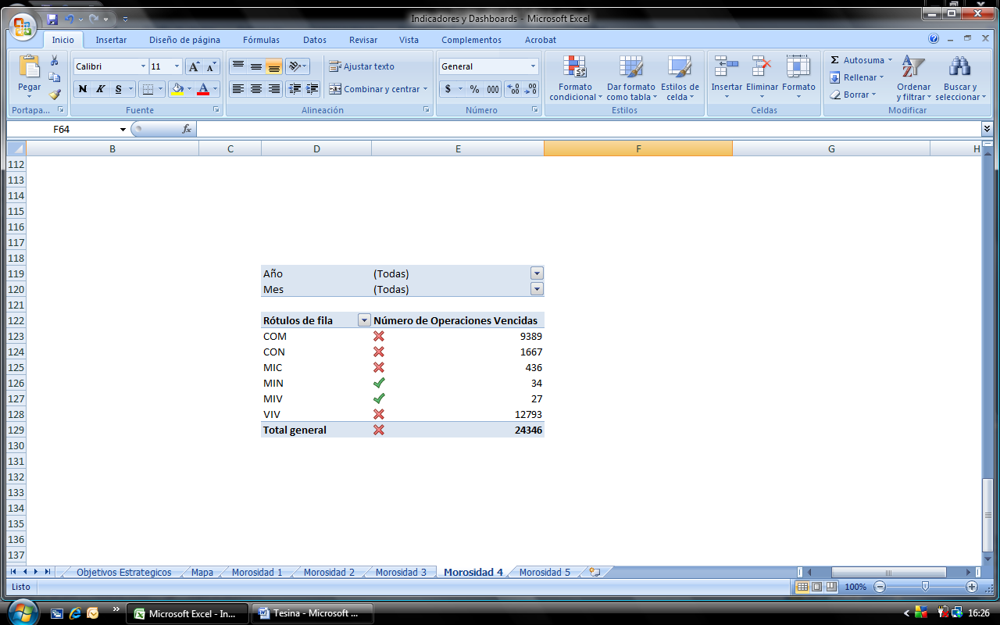 Indicadores y Dashboards - Microsoft Excel
Inicio Insertar Diseño de página Fórmulas Datos Revisar Vista Complementos Acrobat
Calibri 11 Ajustar texto General Σ Autosuma
Pegar Formato condicional Dar formato como tabla Estilos de celda Insertar Eliminar Formato Rellenar Ordenar y filtrar Buscar y seleccionar
N K S Combinar y centrar $ % 000 Borrar
Portapa... Fuente Alineación Número Estilos Celdas Modificar
F64 fx
B C D E F G H
112
113
114
115
116
117
118
119 Año (Todas)
120 Mes (Todas)
121
122 Rótulos de fila Número de Operaciones Vencidas
123 COM 9389
124 CON 1667
125 MIC 436
126 MIN 34
127 MIV 27
128 VIV 12793
129 Total general 24346
130
131
132
133
134
135
136
137
Objetivos Estrategicos Mapa Morosidad 1 Morosidad 2 Morosidad 3 Morosidad 4 Morosidad 5
Listo 100%
Microsoft Excel - In... Tesina - Microsoft ... 16:26